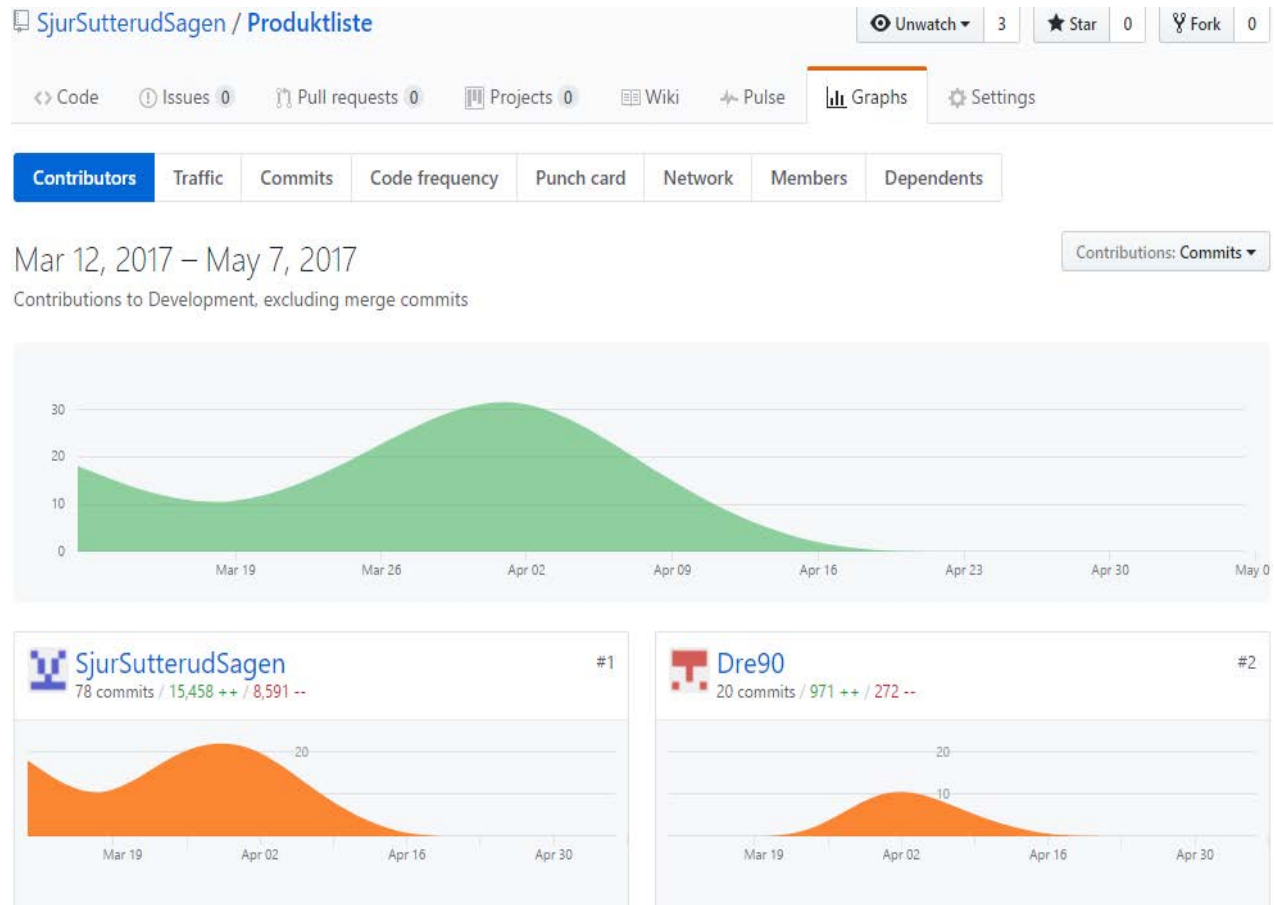 SjurSutterudSagen / Produktliste
Unwatch 3 Star 0 Fork 0
Code Issues 0 Pull requests 0 Projects 0 Wiki Pulse Graphs Settings
Contributors Traffic Commits Code frequency Punch card Network Members Dependents
Mar 12, 2017 – May 7, 2017
Contributions: Commits
Contributions to Development, excluding merge commits
30
20
10
0
Mar 19 Mar 26 Apr 02 Apr 09 Apr 16 Apr 23 Apr 30 May 0
SjurSutterudSagen #1
78 commits / 15,458 ++ / 8,591 --
20
Mar 19 Apr 02 Apr 16 Apr 30
Dre90 #2
20 commits / 971 ++ / 272 --
20
10
Mar 19 Apr 02 Apr 16 Apr 30